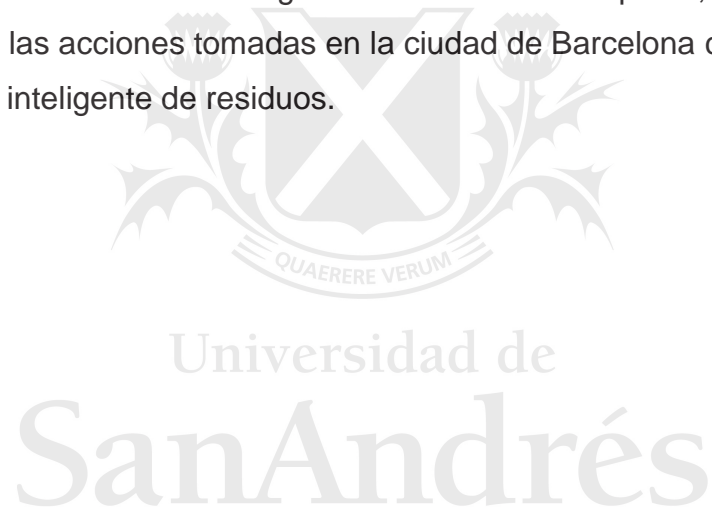 las acciones tomadas en la ciudad de Barcelona
inteligente de residuos.
QUAERERE VERUM
Universidad de
SanAndrés